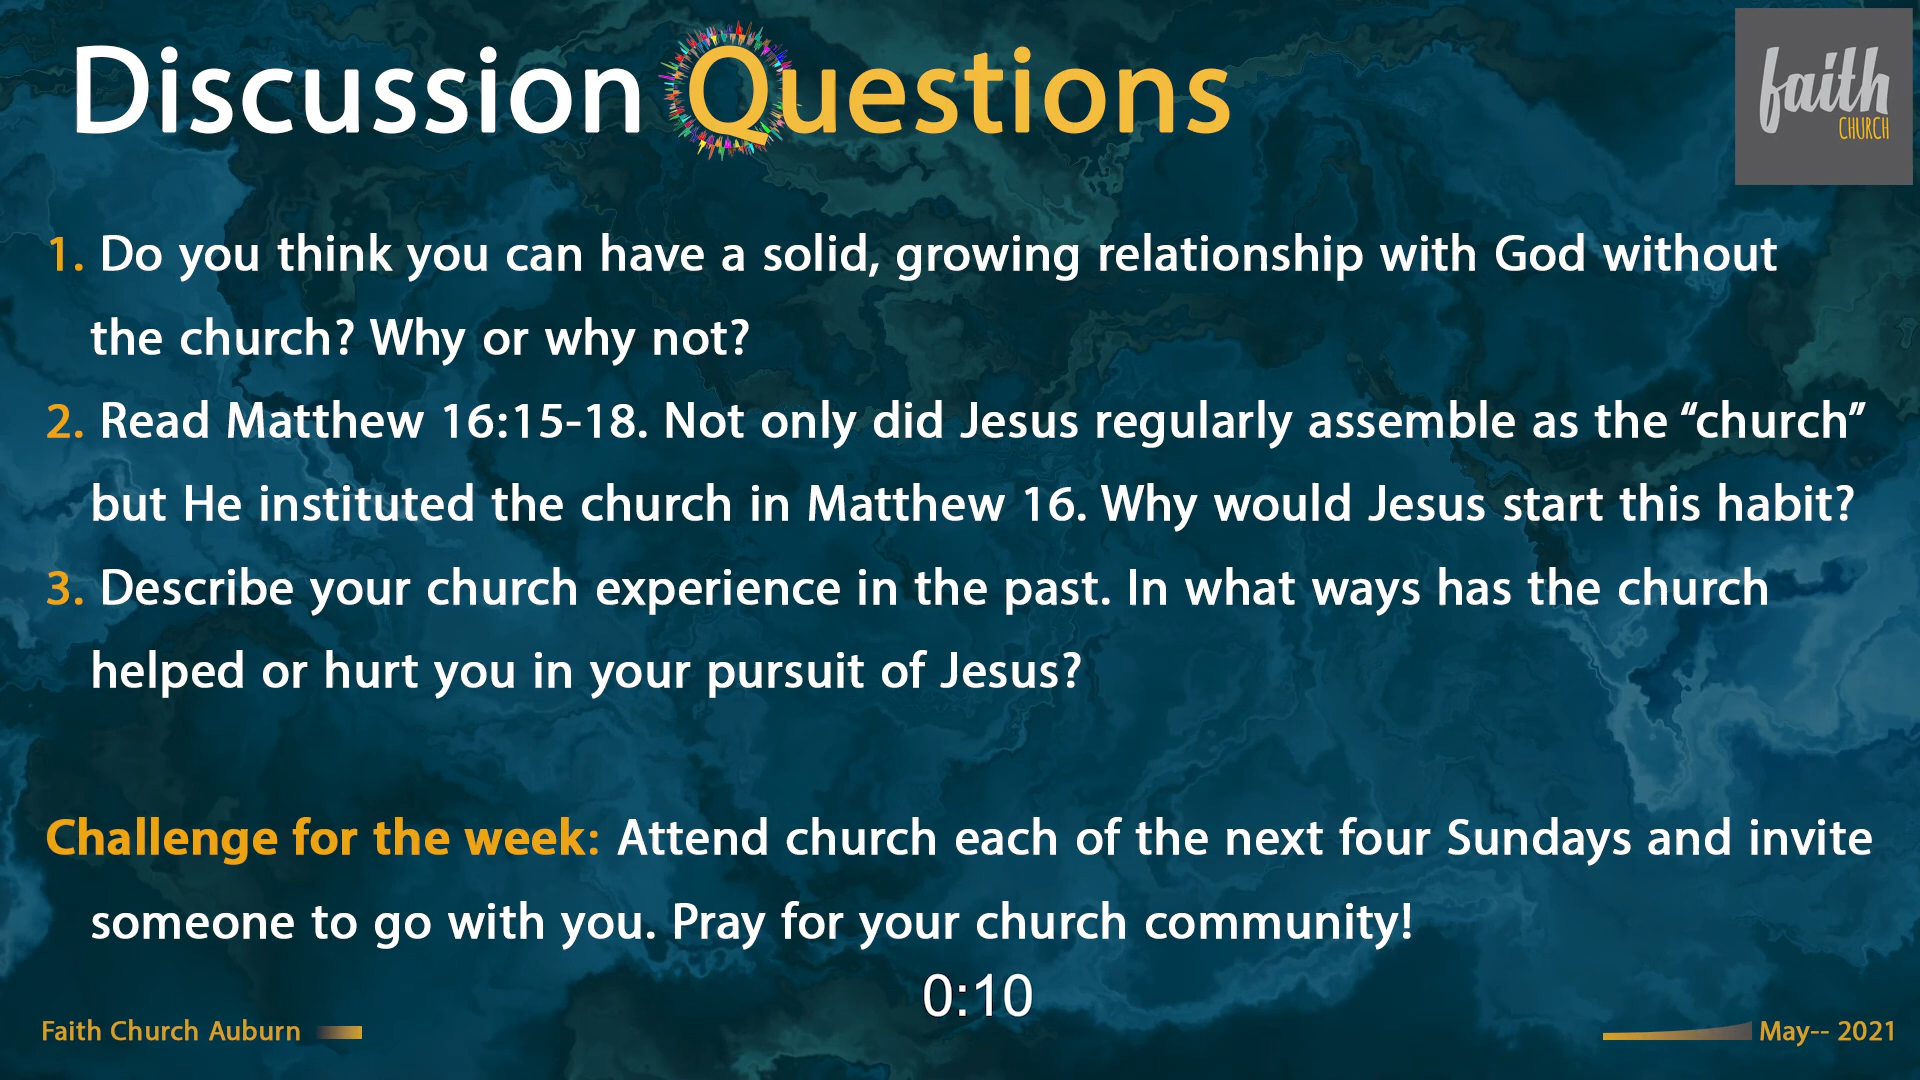 Discussion Questions
faith
CHURCH
1. Do you think you can have a solid, growing relationship with God without
the church? Why or why not?
2. Read Matthew 16:15-18. Not only did Jesus regularly assemble as the “church”
but He instituted the church in Matthew 16. Why would Jesus start this habit?
3. Describe your church experience in the past. In what ways has the church
helped or hurt you in your pursuit of Jesus?
Challenge for the week: Attend church each of the next four Sundays and invite
someone to go with you. Pray for your church community!
0:10
Faith Church Auburn
May-- 2021